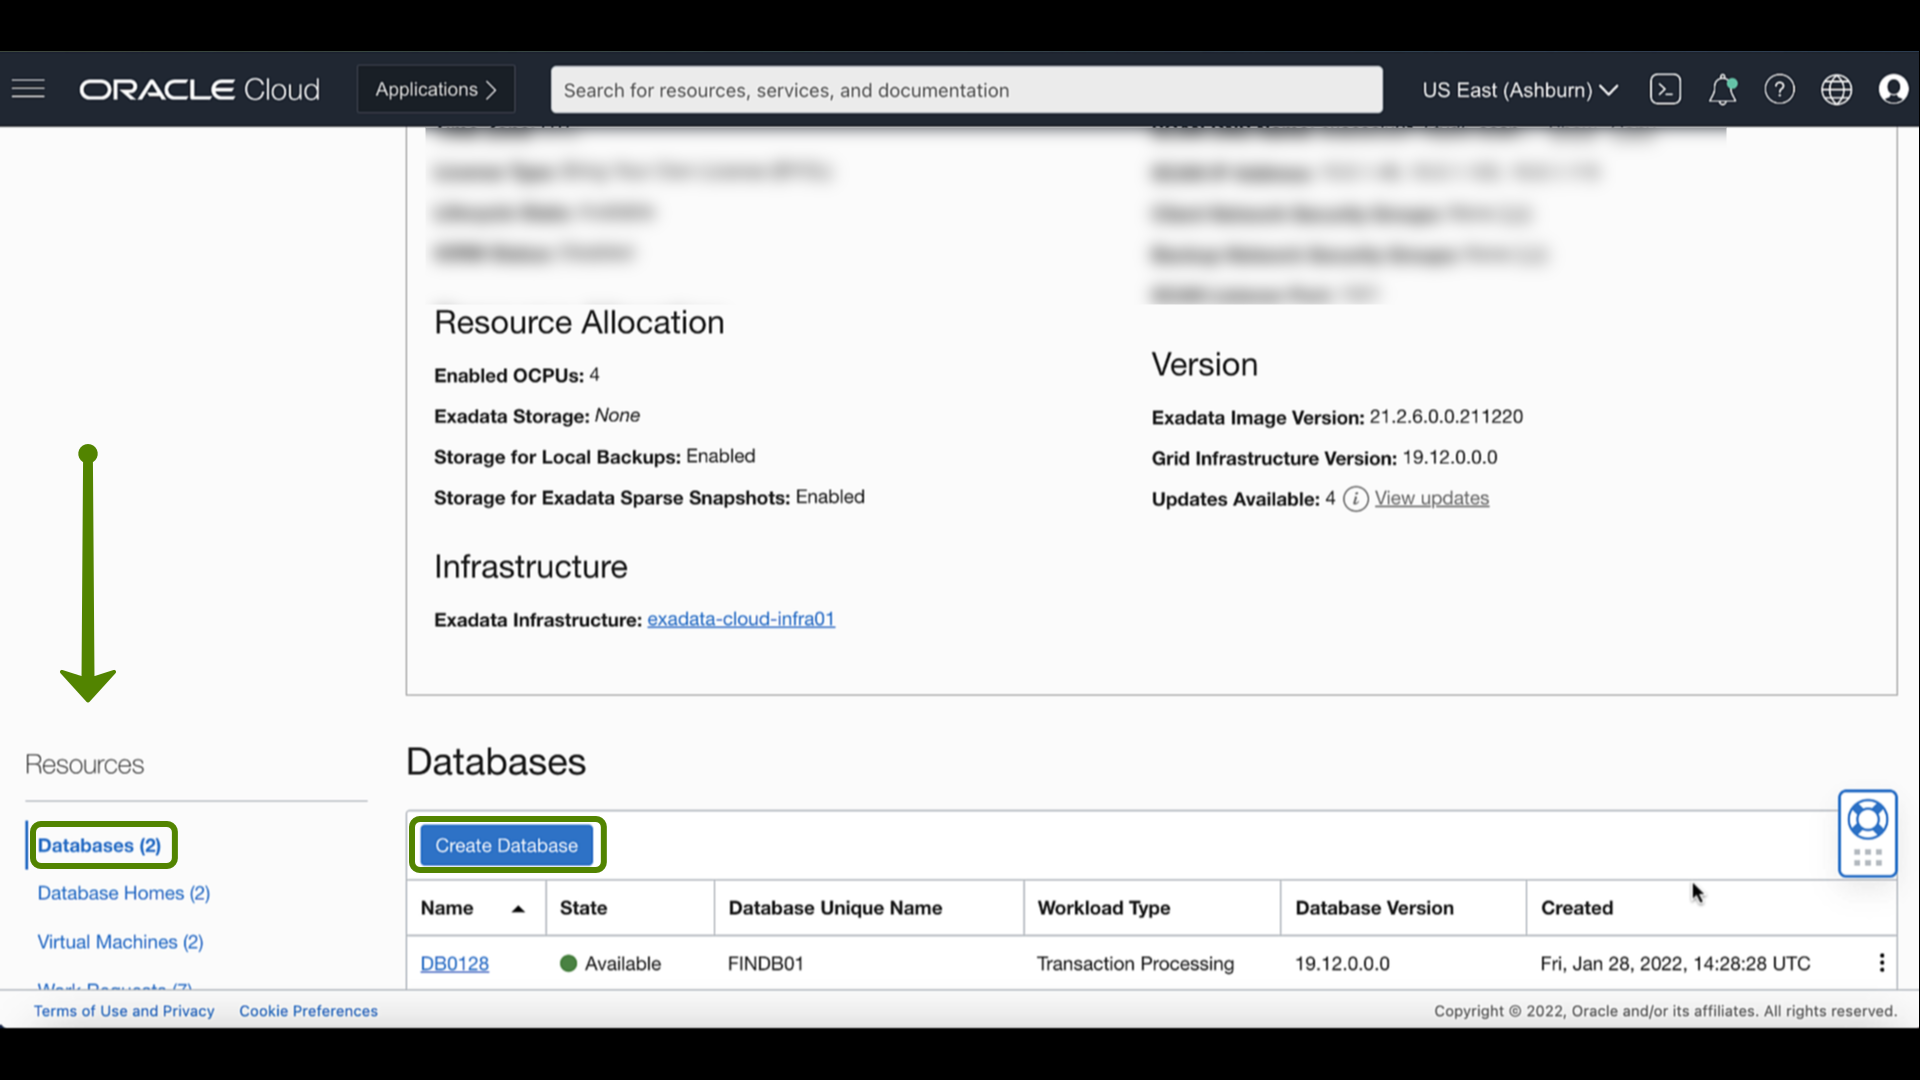 ORACLE Cloud
Applications
Search for resources, services, and documentation
US East (Ashburn)
Resource Allocation
Enabled OCPUs: 4
Exadata Storage: None
Storage for Local Backups: Enabled
Storage for Exadata Sparse Snapshots: Enabled
Infrastructure
Exadata Infrastructure: exadata-cloud-infra01
Version
Exadata Image Version: 21.2.6.0.0.211220
Grid Infrastructure Version: 19.12.0.0.0
Updates Available: 4 i View updates
Resources
Databases (2)
Database Homes (2)
Virtual Machines (2)
Work Requests (7)
Databases
Create Database
Name State Database Unique Name Workload Type Database Version Created
DB0128 Available FINDB01 Transaction Processing 19.12.0.0.0 Fri, Jan 28, 2022, 14:28:28 UTC
Terms of Use and Privacy Cookie Preferences Copyright © 2022, Oracle and/or its affiliates. All rights reserved.